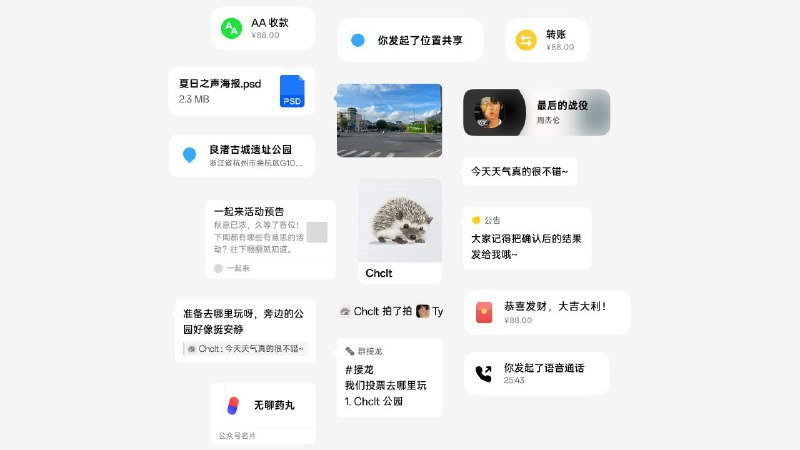 AA 收款
¥88.00
你发起了位置共享
转账
¥88.00
夏日之声海报.psd
2.3 MB
PSD
最后的战役
周杰伦
良渚古城遗址公园
浙江省杭州市余杭区G10...
今天天气真的很不错~
一起来活动预告
秋意已浓，久等了各位！
下周都有哪些有意思的活
动？往下翻翻就知道。
一起来
Chclt
公告
大家记得把确认后的结果
发给我哦~
准备去哪里玩呀，旁边的公
园好像挺安静
Chclt：今天天气真的很不错~
Chclt 拍了拍 Ty
恭喜发财，大吉大利！
¥88.00
群接龙
#接龙
我们投票去哪里玩
1. Chclt 公园
你发起了语音通话
25:43
无聊药丸
公众号名片